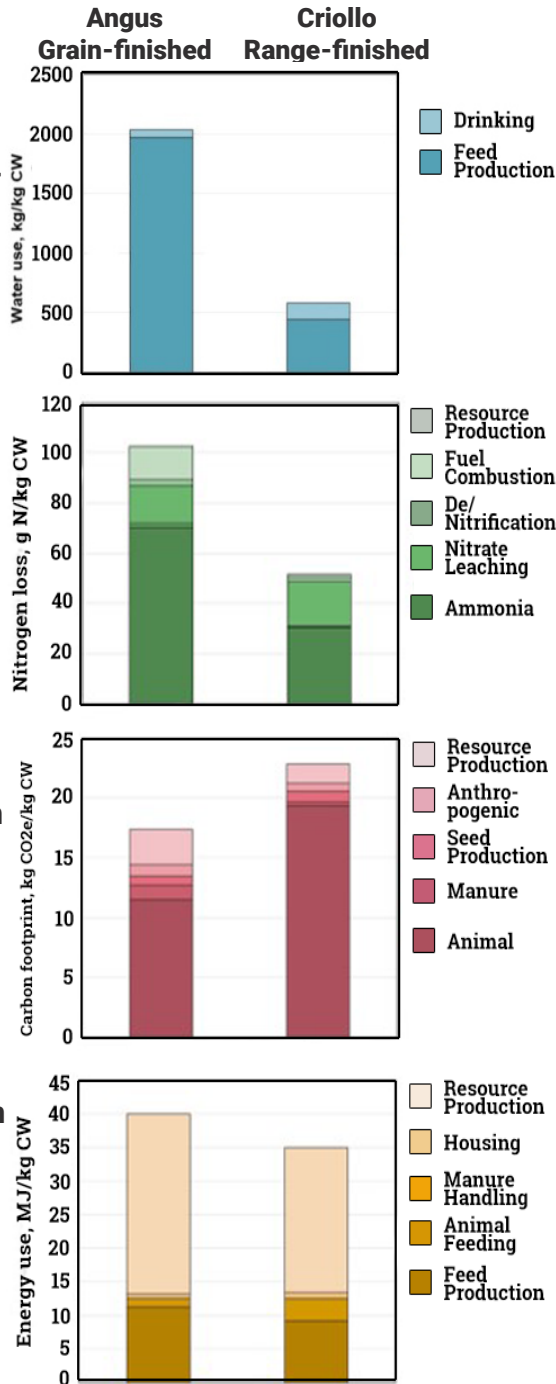 Angus
Grain-finished
Criollo
Range-finished
Water use, kg/kg CW
2500
2000
1500
1000
500
0
Drinking
Feed
Production
Nitrogen loss, g N/kg CW
120
100
80
60
40
20
0
Resource
Production
Fuel
Combustion
De/
Nitrification
Nitrate
Leaching
Ammonia
Carbon footprint, kg CO2e/kg CW
25
20
15
10
5
0
Resource
Production
Anthro-
pogenic
Seed
Production
Manure
Animal
Energy use, MJ/kg CW
45
40
35
30
25
20
15
10
5
0
Resource
Production
Housing
Manure
Handling
Animal
Feeding
Feed
Production